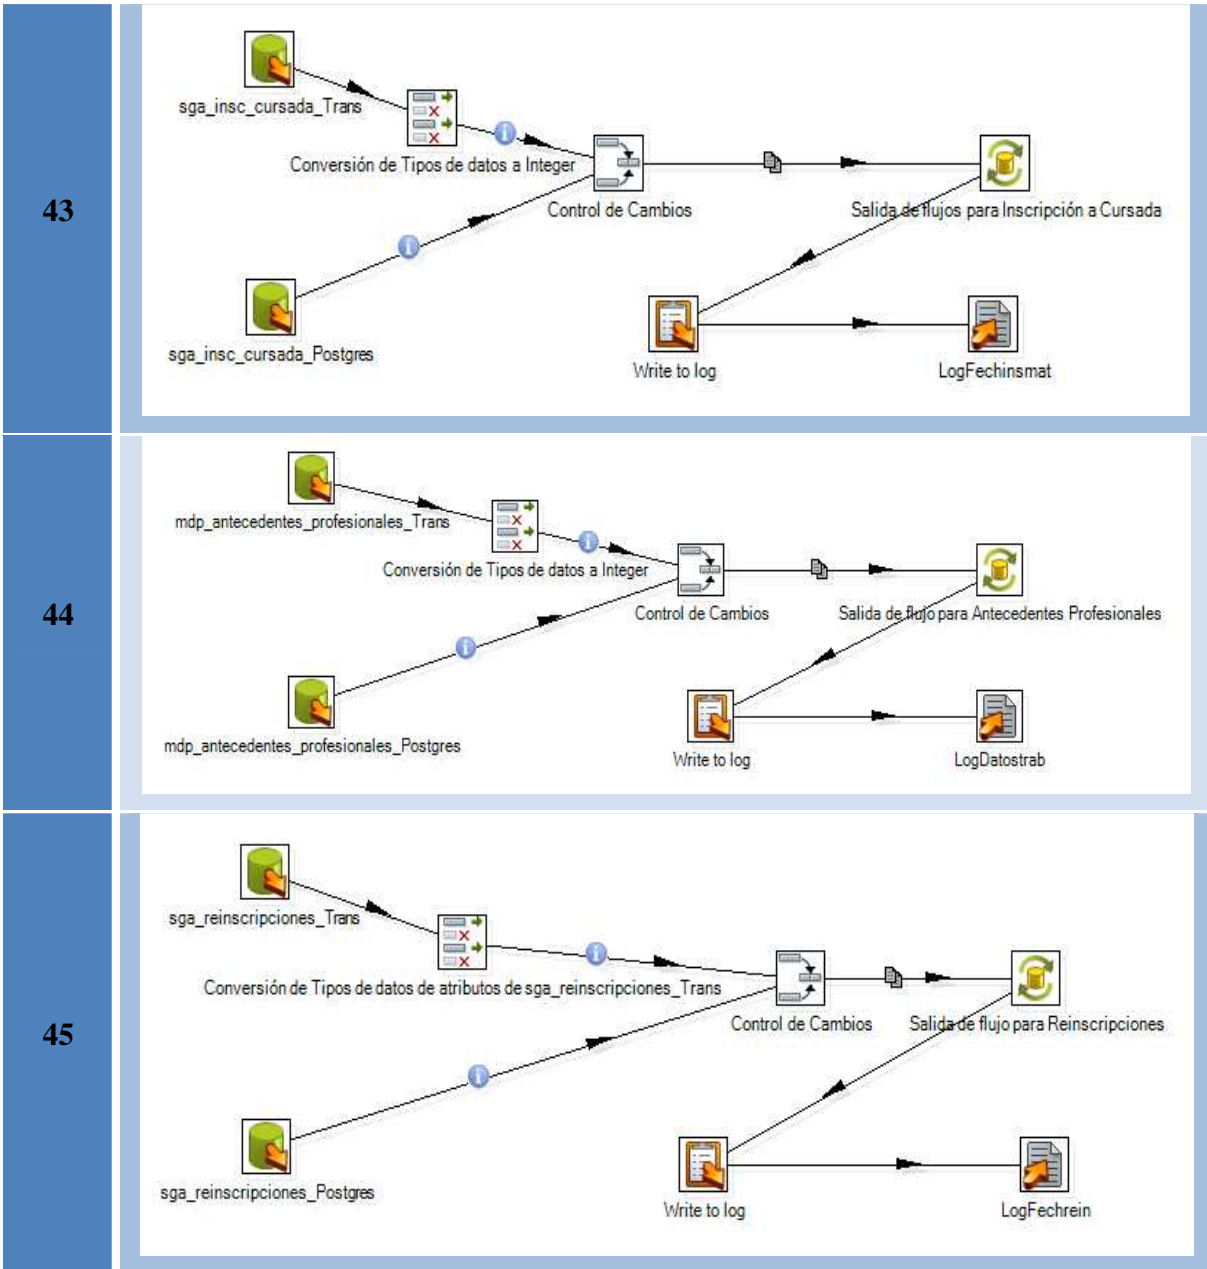 43
sga_insc_cursada_Trans
Conversión de Tipos de datos a Integer
Control de Cambios
Salida de flujos para Inscripción a Cursada
sga_insc_cursada_Postgres
Write to log
LogFechinsmat
44
mdp_antecedentes_profesionales_Trans
Conversión de Tipos de datos a Integer
Control de Cambios
Salida de flujo para Antecedentes Profesionales
mdp_antecedentes_profesionales_Postgres
Write to log
LogDatostrab
45
sga_reinscripciones_Trans
Conversión de Tipos de datos de atributos de sga_reinscripciones_Trans
Control de Cambios
Salida de flujo para Reinscripciones
sga_reinscripciones_Postgres
Write to log
LogFechrein